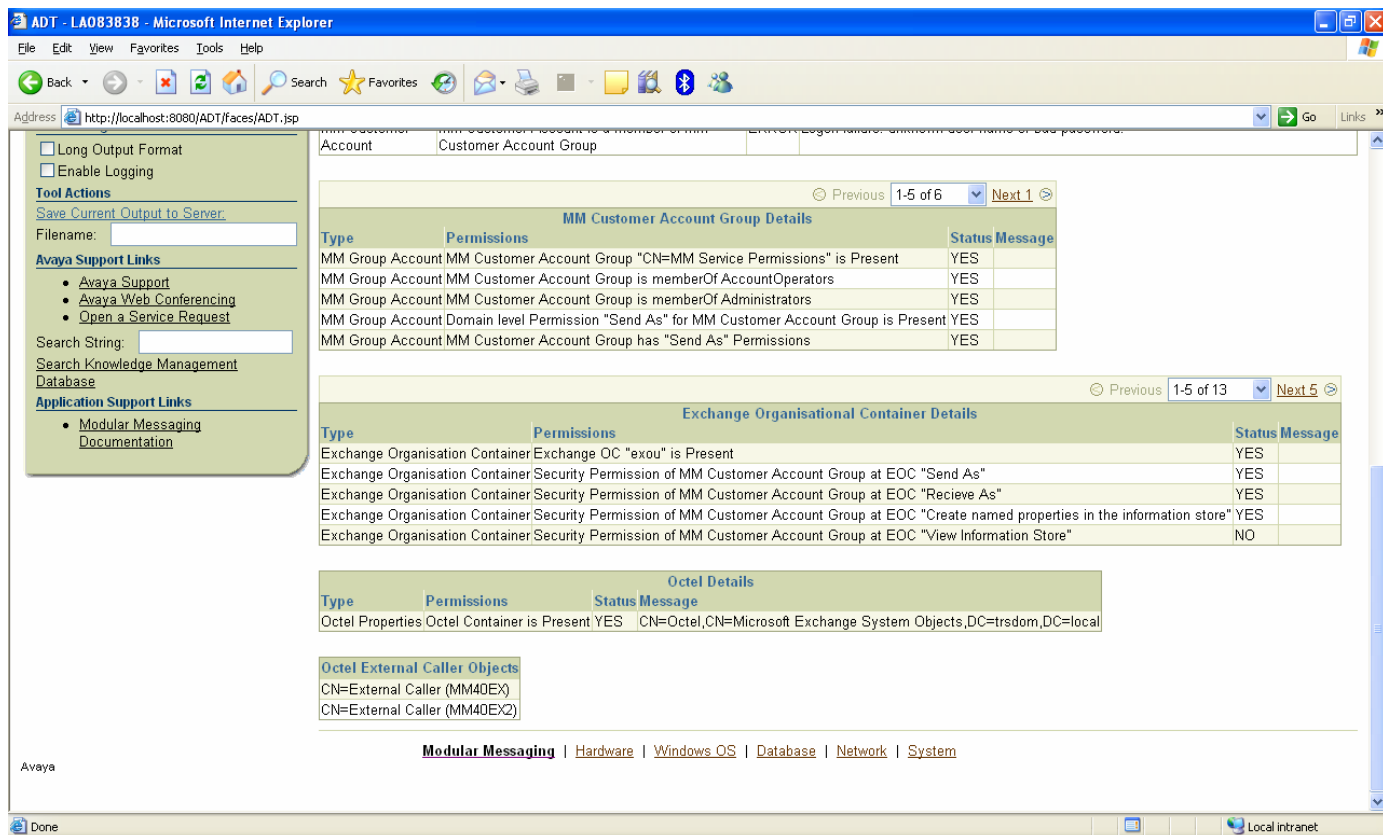 ADT - LA083838 - Microsoft Internet Explorer
File Edit View Favorites Tools Help
Back Search Favorites
Address http://localhost:8080/ADT/faces/ADT.jsp Go Links »
Long Output Format
Enable Logging
Tool Actions
Save Current Output to Server:
Filename:
Avaya Support Links
Avaya Support
Avaya Web Conferencing
Open a Service Request
Search String:
Search Knowledge Management
Database
Application Support Links
Modular Messaging
Documentation
Account Customer Account Group
Previous 1-5 of 6 Next 1
MM Customer Account Group Details
Type Permissions Status Message
MM Group Account MM Customer Account Group "CN=MM Service Permissions" is Present YES
MM Group Account MM Customer Account Group is memberOf AccountOperators YES
MM Group Account MM Customer Account Group is memberOf Administrators YES
MM Group Account Domain level Permission "Send As" for MM Customer Account Group is Present YES
MM Group Account MM Customer Account Group has "Send As" Permissions YES
Previous 1-5 of 13 Next 5
Exchange Organisational Container Details
Type Permissions Status Message
Exchange Organisation Container Exchange OC "exou" is Present YES
Exchange Organisation Container Security Permission of MM Customer Account Group at EOC "Send As" YES
Exchange Organisation Container Security Permission of MM Customer Account Group at EOC "Recieve As" YES
Exchange Organisation Container Security Permission of MM Customer Account Group at EOC "Create named properties in the information store" YES
Exchange Organisation Container Security Permission of MM Customer Account Group at EOC "View Information Store" NO
Octel Details
Type Permissions Status Message
Octel Properties Octel Container is Present YES CN=Octel,CN=Microsoft Exchange System Objects,DC=trsdom,DC=local
Octel External Caller Objects
CN=External Caller (MM40EX)
CN=External Caller (MM40EX2)
Modular Messaging | Hardware | Windows OS | Database | Network | System
Avaya
Done Local intranet